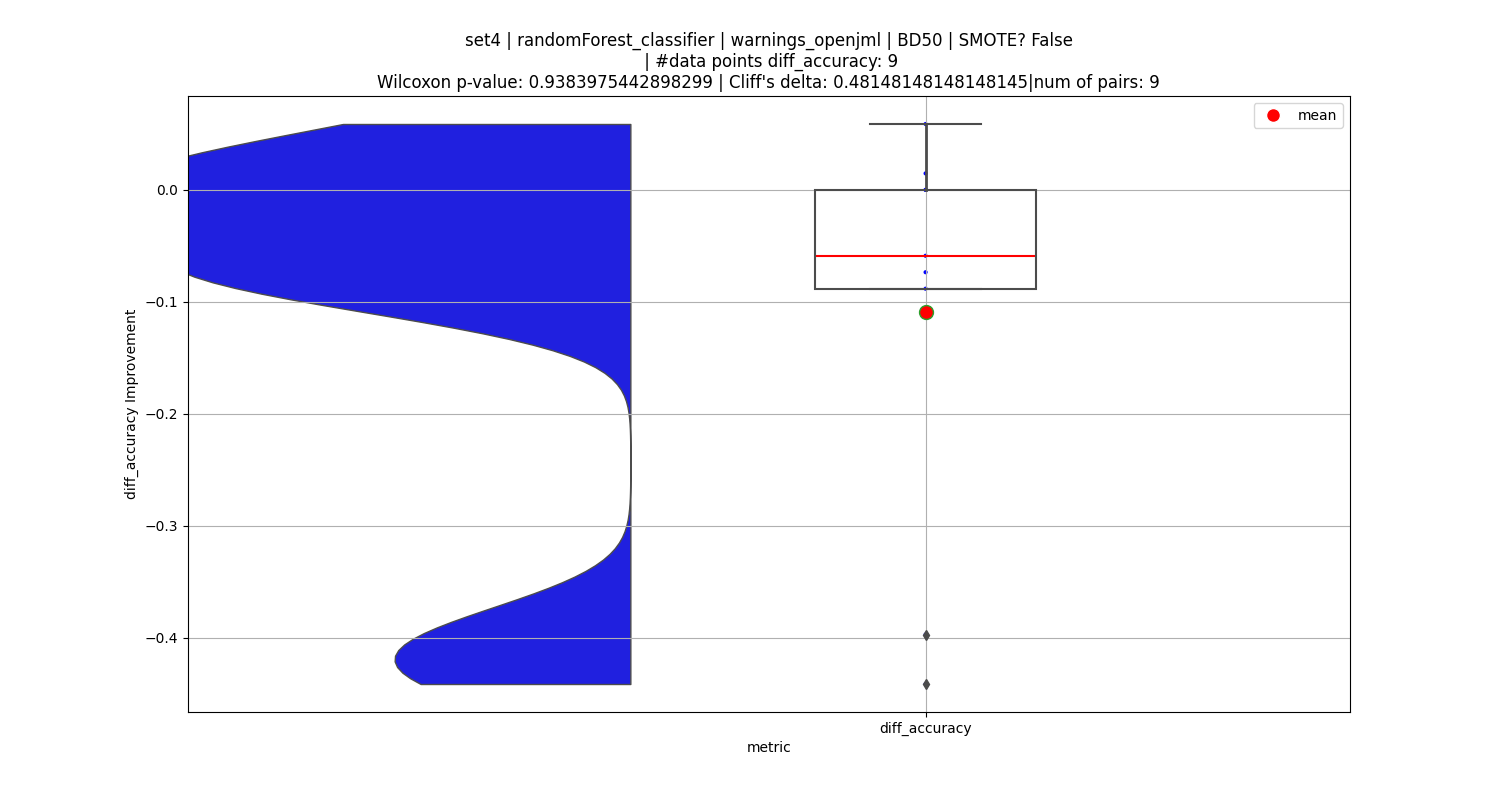 set4 | randomForest_classifier | warnings_openjml | BD50 | SMOTE? False
| #data points diff_accuracy: 9
Wilcoxon p-value: 0.9383975442898299 | Cliff's delta: 0.48148148148148145|num of pairs: 9
mean
0.0
−0.1
−0.2
−0.3
−0.4
diff_accuracy Improvement
diff_accuracy
metric